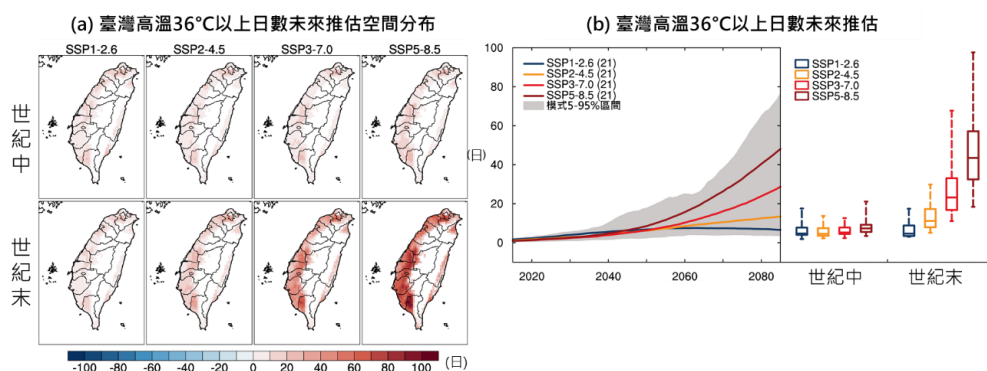 (a) 臺灣高溫36°C以上日數未來推估空間分布
SSP1-2.6 SSP2-4.5 SSP3-7.0 SSP5-8.5
世紀中
世紀末
-100 -80 -60 -40 -20 0 20 40 60 80 100 (日)
(b) 臺灣高溫36°C以上日數未來推估
(日)
100
80
60
40
20
0
SSP1-2.6 (21)
SSP2-4.5 (21)
SSP3-7.0 (21)
SSP5-8.5 (21)
模式5-95%區間
2020 2040 2060 2080
SSP1-2.6
SSP2-4.5
SSP3-7.0
SSP5-8.5
世紀中 世紀末